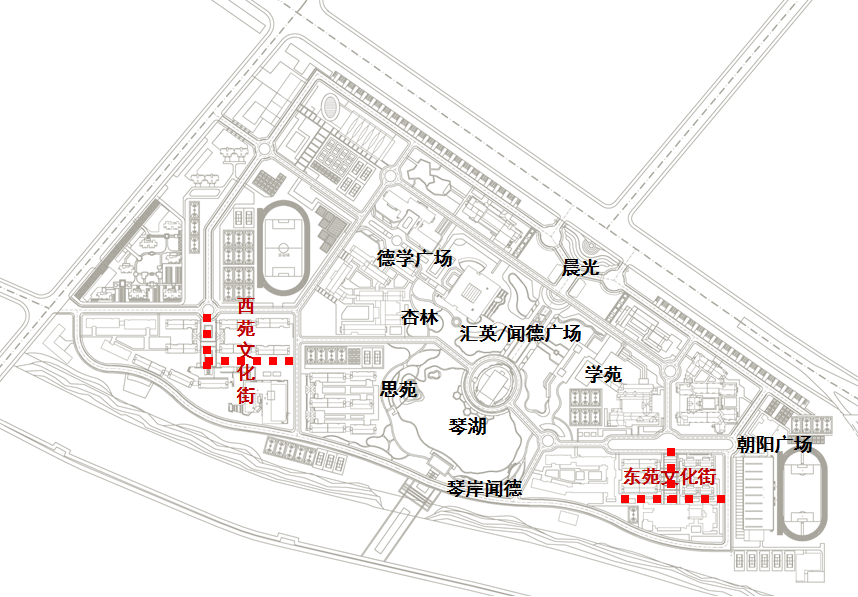 德学广场
晨光
西苑文化街
杏林
汇英/闻德广场
学苑
思苑
琴湖
朝阳广场
东苑文化街
琴岸闻德